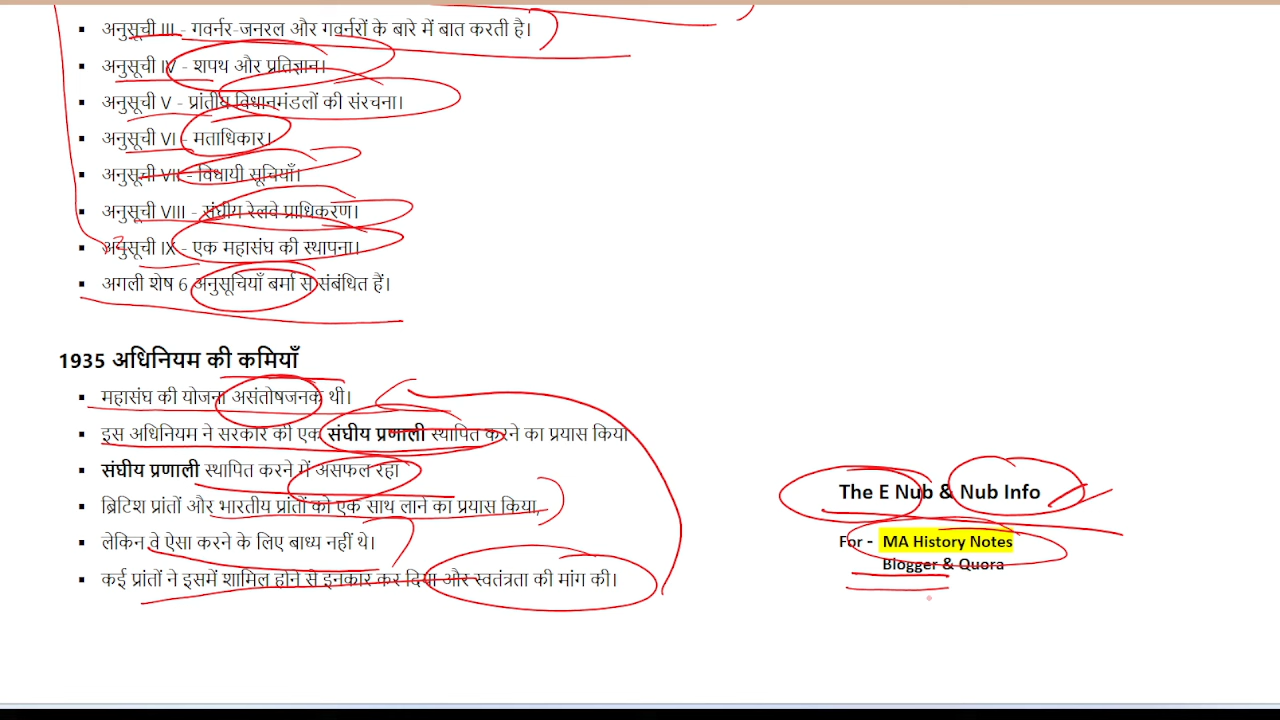 अनुसूची III - गवर्नर-जनरल और गवर्नरों के बारे में बात करती है।
अनुसूची IV - शपथ और प्रतिज्ञान।
अनुसूची V - प्रांतीय विधानमंडलों की संरचना।
अनुसूची VI - मताधिकार।
अनुसूची VII - विधायी सूचियाँ।
अनुसूची VIII - संघीय रेलवे प्राधिकरण।
अनुसूची IX - एक महासंघ की स्थापना।
अगली शेष 6 अनुसूचियाँ बर्मा से संबंधित हैं।
1935 अधिनियम की कमियाँ
महासंघ की योजना असंतोषजनक थी।
इस अधिनियम ने सरकार की एक संघीय प्रणाली स्थापित करने का प्रयास किया
संघीय प्रणाली स्थापित करने में असफल रहा
ब्रिटिश प्रांतों और भारतीय प्रांतों को एक साथ लाने का प्रयास किया,
लेकिन वे ऐसा करने के लिए बाध्य नहीं थे।
कई प्रांतों ने इसमें शामिल होने से इनकार कर दिया और स्वतंत्रता की मांग की।
The E Nub & Nub Info
For - MA History Notes
Blogger & Quora